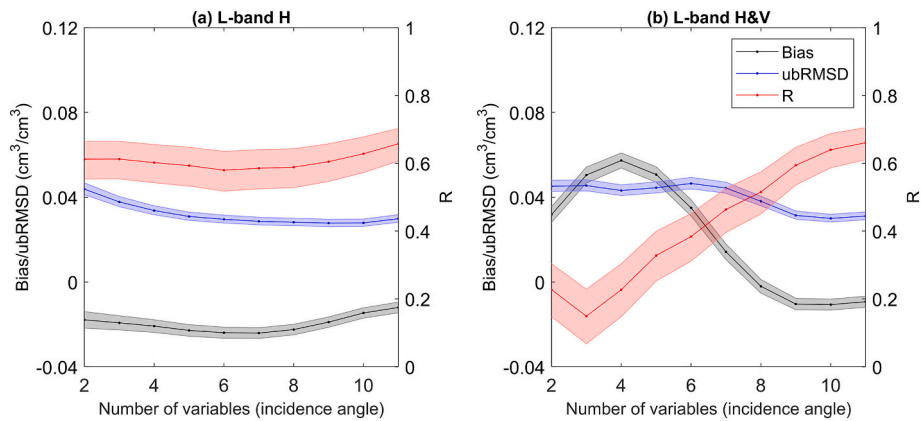 (a) L-band H
0.12
0.08
0.04
0
-0.04
Bias/ubRMSD (cm³/cm³)
1
0.8
0.6
0.4
0.2
0
R
2 4 6 8 10
Number of variables (incidence angle)
(b) L-band H&V
Bias
ubRMSD
R
0.12
0.08
0.04
0
-0.04
Bias/ubRMSD (cm³/cm³)
1
0.8
0.6
0.4
0.2
0
R
2 4 6 8 10
Number of variables (incidence angle)